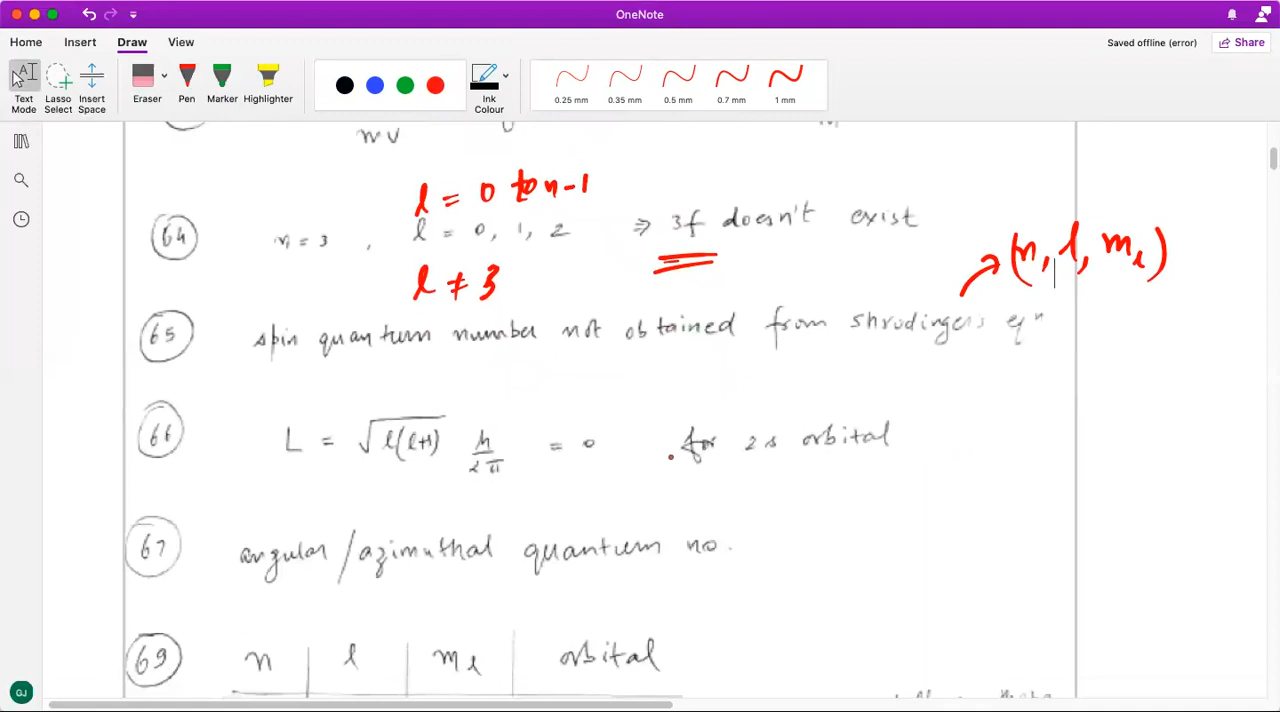 OneNote
Home Insert Draw View
Saved offline (error) Share
Text Mode
Lasso Select
Insert Space
Eraser
Pen
Marker
Highlighter
Ink Colour
0.25 mm 0.35 mm 0.5 mm 0.7 mm 1 mm
mv
l = 0 to n-1
64 n = 3 , l = 0, 1, 2 ⇒ 3f doesn't exist
l ≠ 3
(n, l, m_l)
65 spin quantum number not obtained from shrodingers eqn
66 L = √l(l+1) h/2π = 0 for 2s orbital
67 angular/azimuthal quantum no.
69 n l m_l orbital
GJ